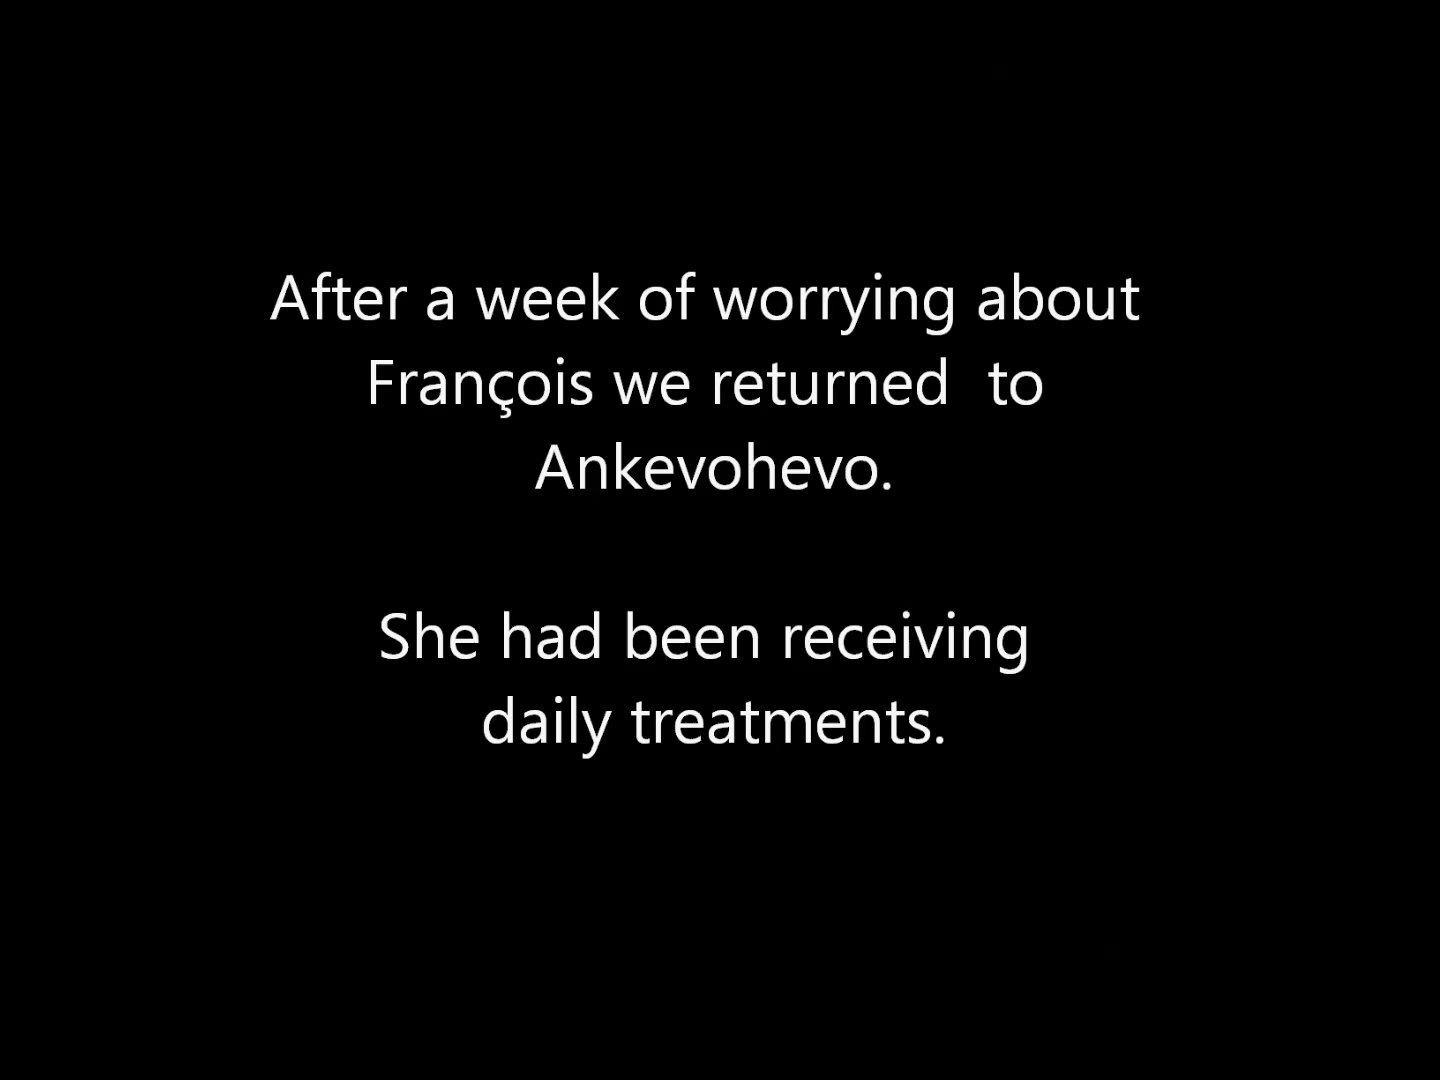 After a week of worrying about
François we returned  to
Ankevohevo.
She had been receiving
daily treatments.